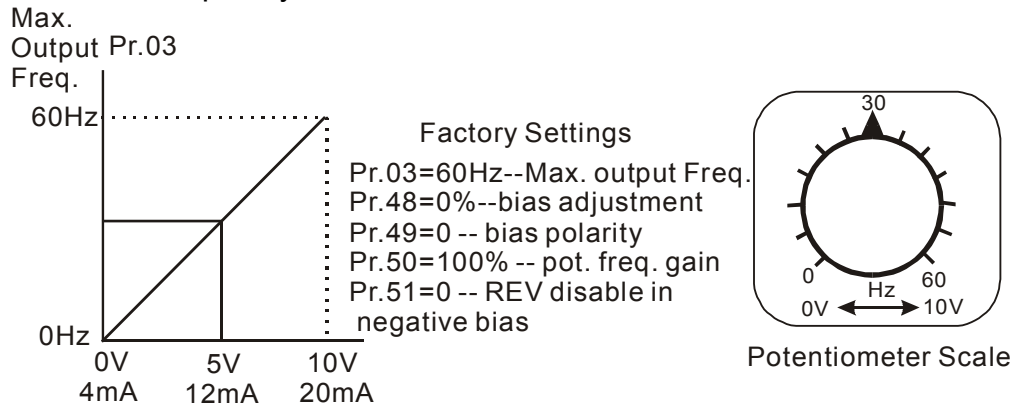 Max.
Output Pr.03
Freq.
60Hz
0Hz
0V 5V 10V
4mA 12mA 20mA
Factory Settings
Pr.03=60Hz--Max. output Freq.
Pr.48=0%--bias adjustment
Pr.49=0 -- bias polarity
Pr.50=100% -- pot. freq. gain
Pr.51=0 -- REV disable in
negative bias
30
0 60
Hz
0V 10V
Potentiometer Scale